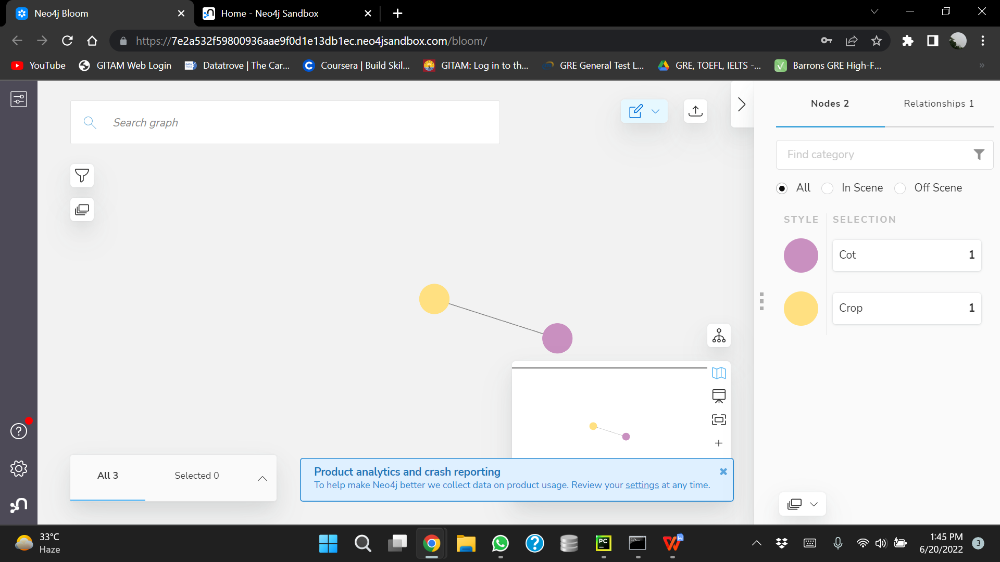 Neo4j Bloom
Home - Neo4j Sandbox
https://7e2a532f59800936aae9f0d1e13db1ec.neo4jsandbox.com/bloom/
YouTube
GITAM Web Login
Datatrove | The Car...
Coursera | Build Skil...
GITAM: Log in to th...
GRE General Test L...
GRE, TOEFL, IELTS -...
Barrons GRE High-F...
Search graph
Nodes 2
Relationships 1
Find category
All
In Scene
Off Scene
STYLE
SELECTION
Cot 1
Crop 1
All 3
Selected 0
Product analytics and crash reporting
To help make Neo4j better we collect data on product usage. Review your settings at any time.
33°C
Haze
PC
1:45 PM
6/20/2022
3